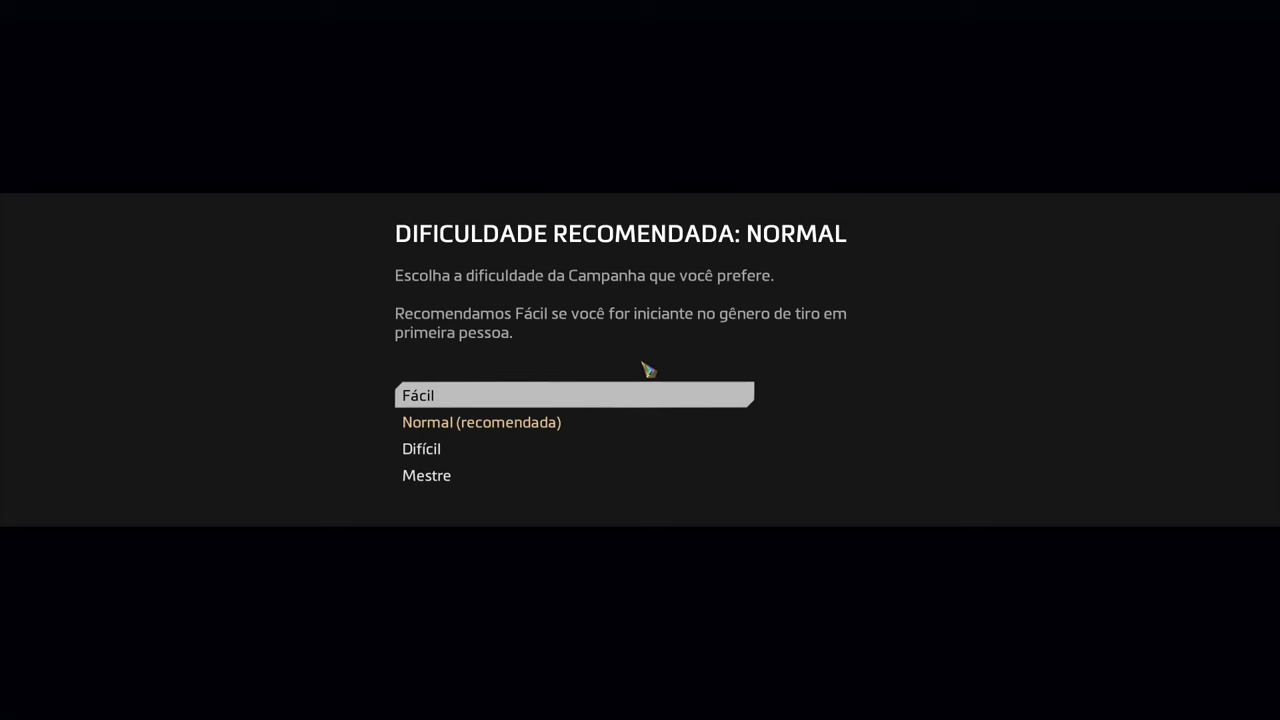 DIFICULDADE RECOMENDADA: NORMAL
Escolha a dificuldade da Campanha que você prefere.
Recomendamos Fácil se você for iniciante no gênero de tiro em
primeira pessoa.
Fácil
Normal (recomendada)
Difícil
Mestre